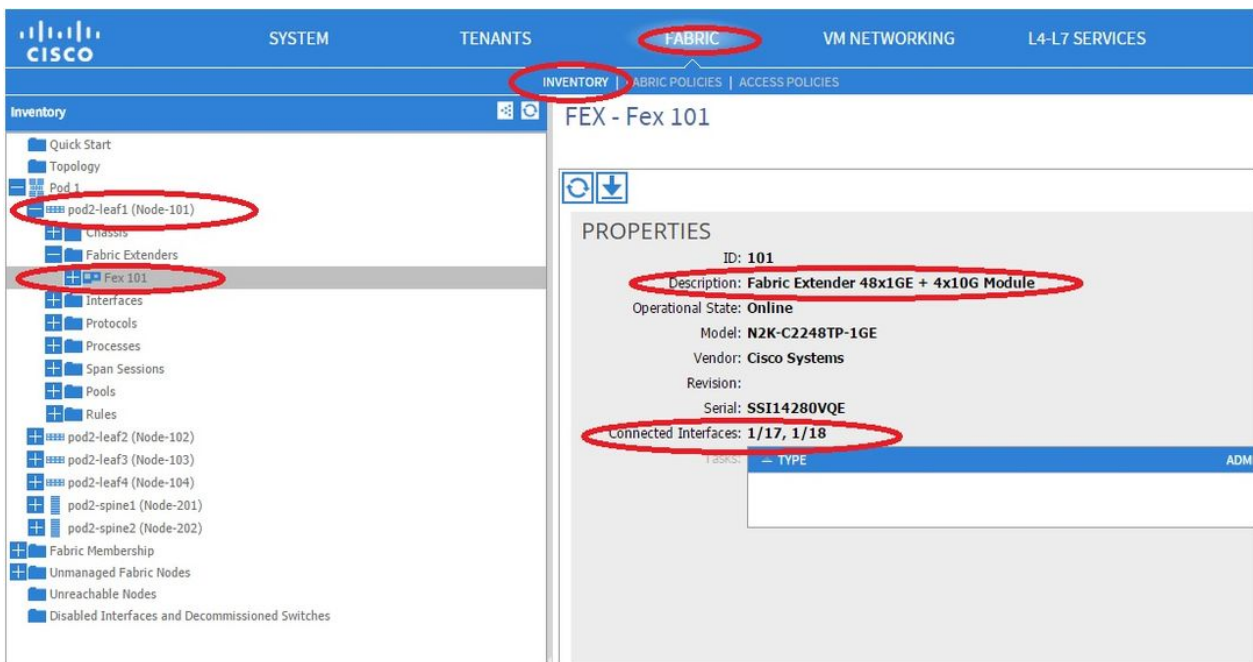 CISCO
SYSTEM
TENANTS
FABRIC
VM NETWORKING
L4-L7 SERVICES
INVENTORY | FABRIC POLICIES | ACCESS POLICIES
Inventory
Quick Start
Topology
Pod 1
pod2-leaf1 (Node-101)
Chassis
Fabric Extenders
Fex 101
Interfaces
Protocols
Processes
Span Sessions
Pools
Rules
pod2-leaf2 (Node-102)
pod2-leaf3 (Node-103)
pod2-leaf4 (Node-104)
pod2-spine1 (Node-201)
pod2-spine2 (Node-202)
Fabric Membership
Unmanaged Fabric Nodes
Unreachable Nodes
Disabled Interfaces and Decommissioned Switches
FEX - Fex 101
PROPERTIES
ID: 101
Description: Fabric Extender 48x1GE + 4x10G Module
Operational State: Online
Model: N2K-C2248TP-1GE
Vendor: Cisco Systems
Revision:
Serial: SSI14280VQE
Connected Interfaces: 1/17, 1/18
Tasks:
TYPE
ADM